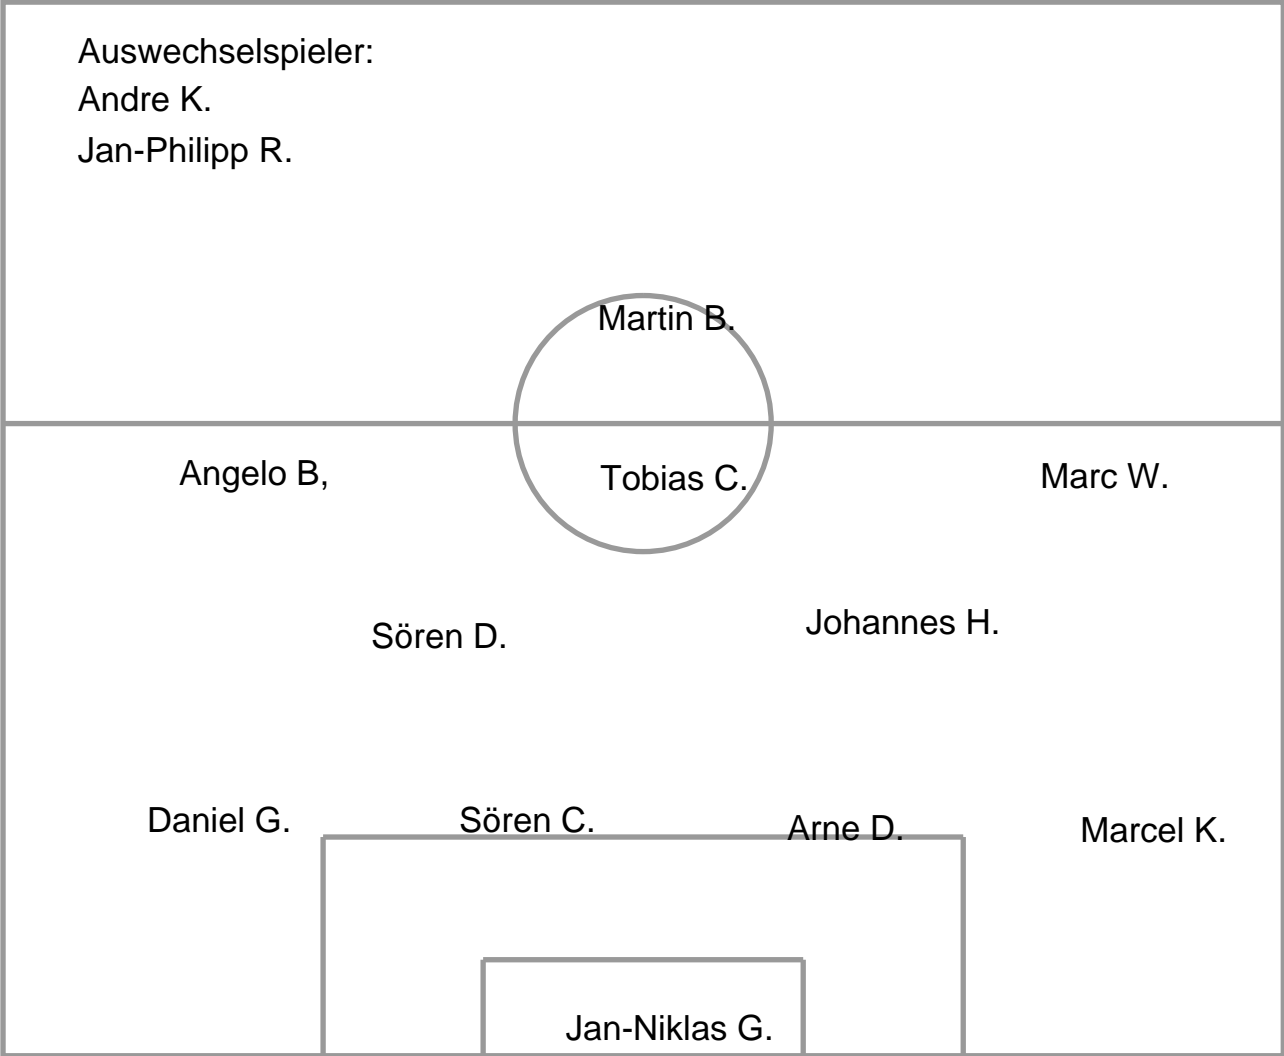 Auswechselspieler:
Andre K.
Jan-Philipp R.
Martin B.
Angelo B,
Tobias C.
Marc W.
Sören D.
Johannes H.
Daniel G.
Sören C.
Arne D.
Marcel K.
Jan-Niklas G.